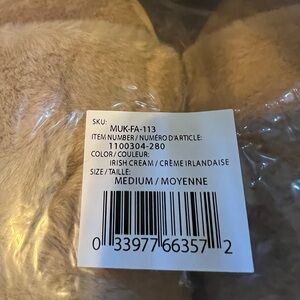 SKU:
MUK-FA-113
ITEM NUMBER / NUMÉRO D'ARTICLE:
1100304-280
COLOR / COULEUR:
IRISH CREAM / CRÈME IRLANDAISE
SIZE / TAILLE:
MEDIUM / MOYENNE
0 33977 66357 2